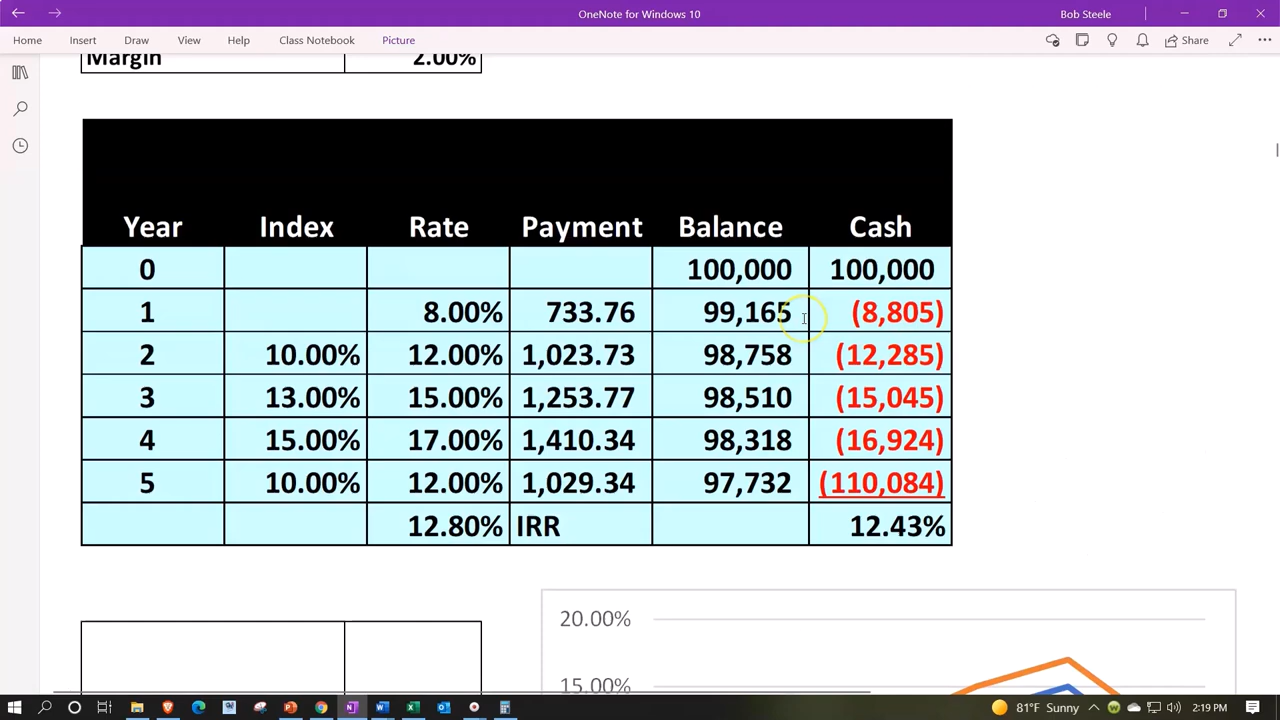 OneNote for Windows 10
Bob Steele
Home Insert Draw View Help Class Notebook Picture
Share
Margin 2.00%
Year Index Rate Payment Balance Cash
0 100,000 100,000
1 8.00% 733.76 99,165 (8,805)
2 10.00% 12.00% 1,023.73 98,758 (12,285)
3 13.00% 15.00% 1,253.77 98,510 (15,045)
4 15.00% 17.00% 1,410.34 98,318 (16,924)
5 10.00% 12.00% 1,029.34 97,732 (110,084)
12.80% IRR 12.43%
20.00%
15.00%
81°F Sunny
2:19 PM